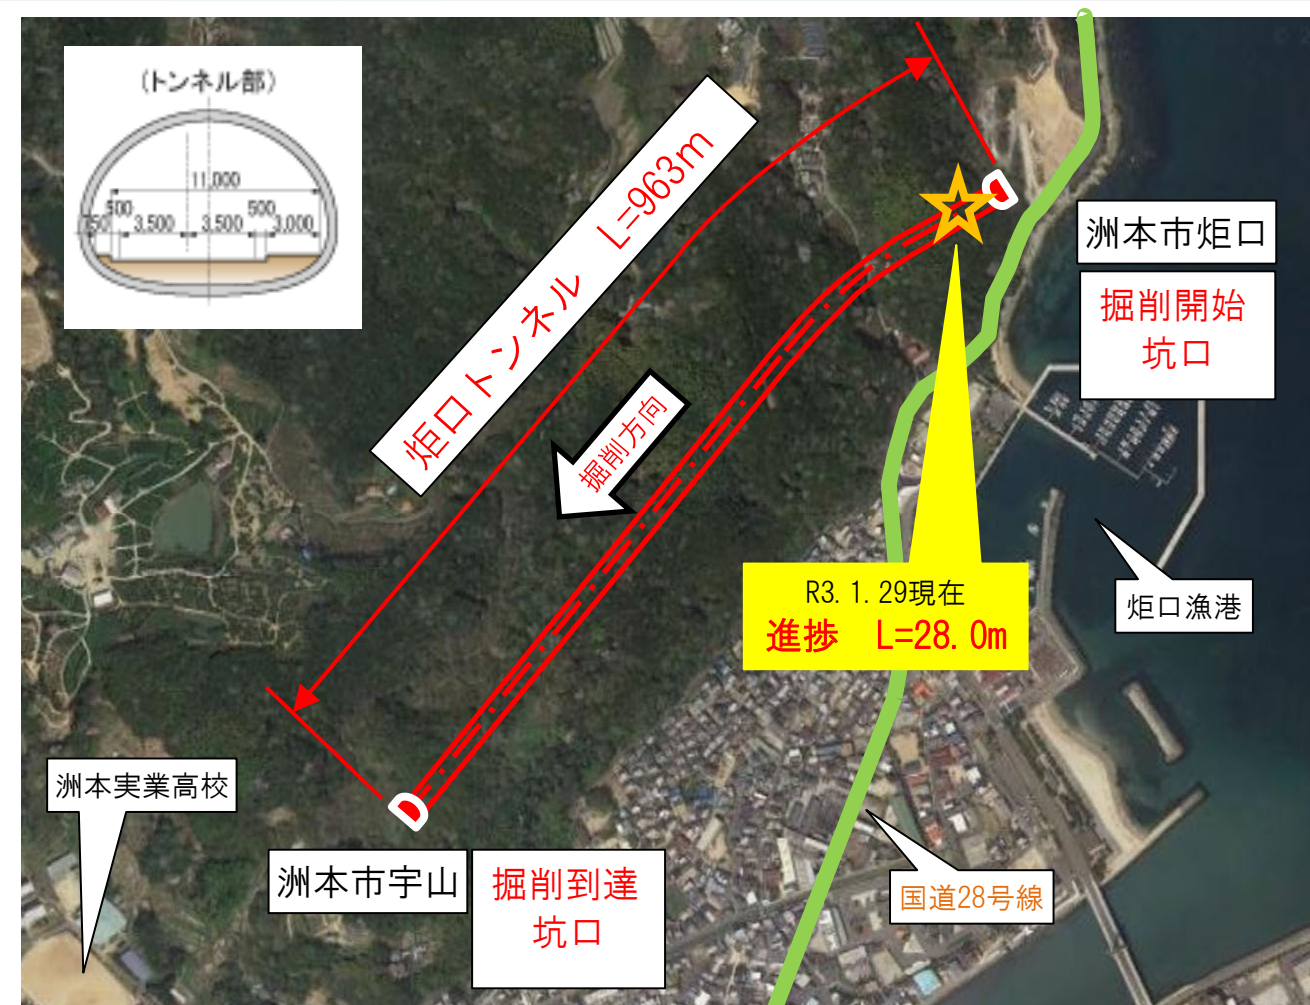 (トンネル部)
11,000
500
500
750
3,500
3,500
3,000
炬口トンネル L=963m
掘削方向
洲本市炬口
掘削開始
坑口
R3.1.29現在
進捗 L=28.0m
炬口漁港
洲本実業高校
洲本市宇山
掘削到達
坑口
国道28号線